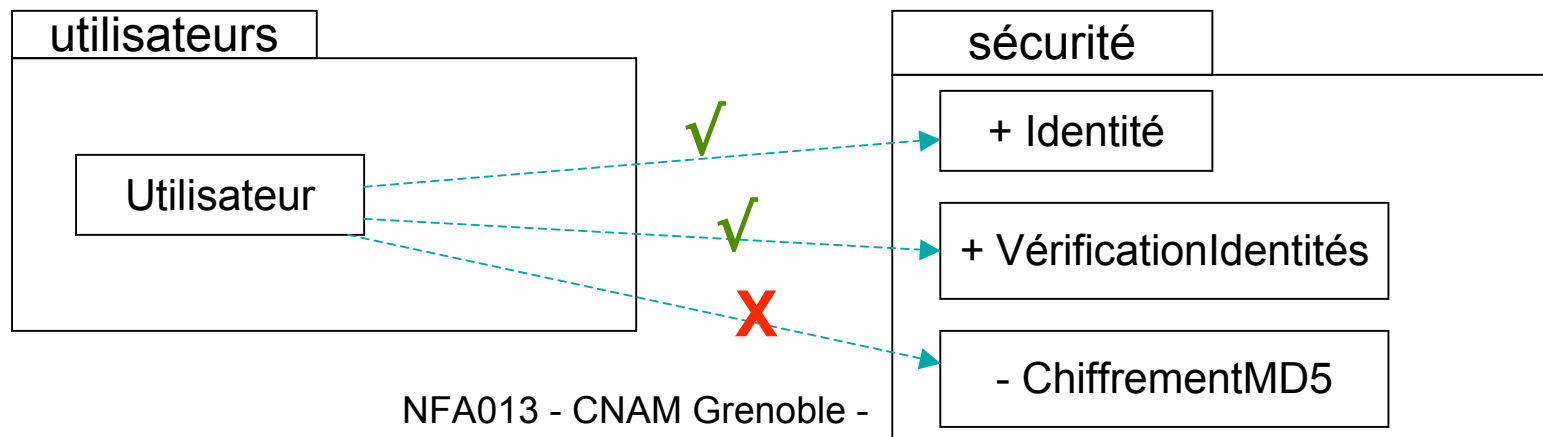 utilisateurs
sécurité
+ Identité
√
Utilisateur
√
+ VérificationIdentités
X
- ChiffrementMD5
NFA013 - CNAM Grenoble -